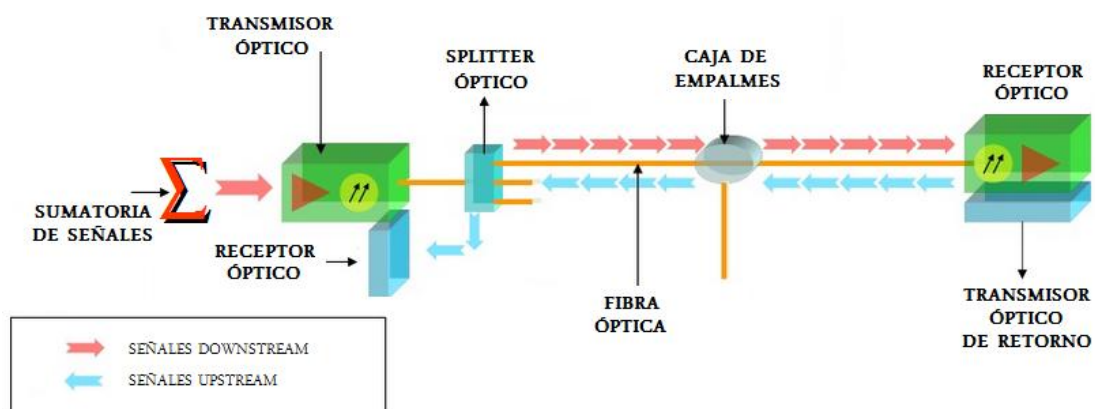 TRANSMISOR
ÓPTICO
SPLITTER
ÓPTICO
CAJA DE
EMPALMES
RECEPTOR
ÓPTICO
Σ
SUMATORIA
DE SEÑALES
RECEPTOR
ÓPTICO
FIBRA
ÓPTICA
TRANSMISOR
ÓPTICO
DE RETORNO
SEÑALES DOWNSTREAM
SEÑALES UPSTREAM